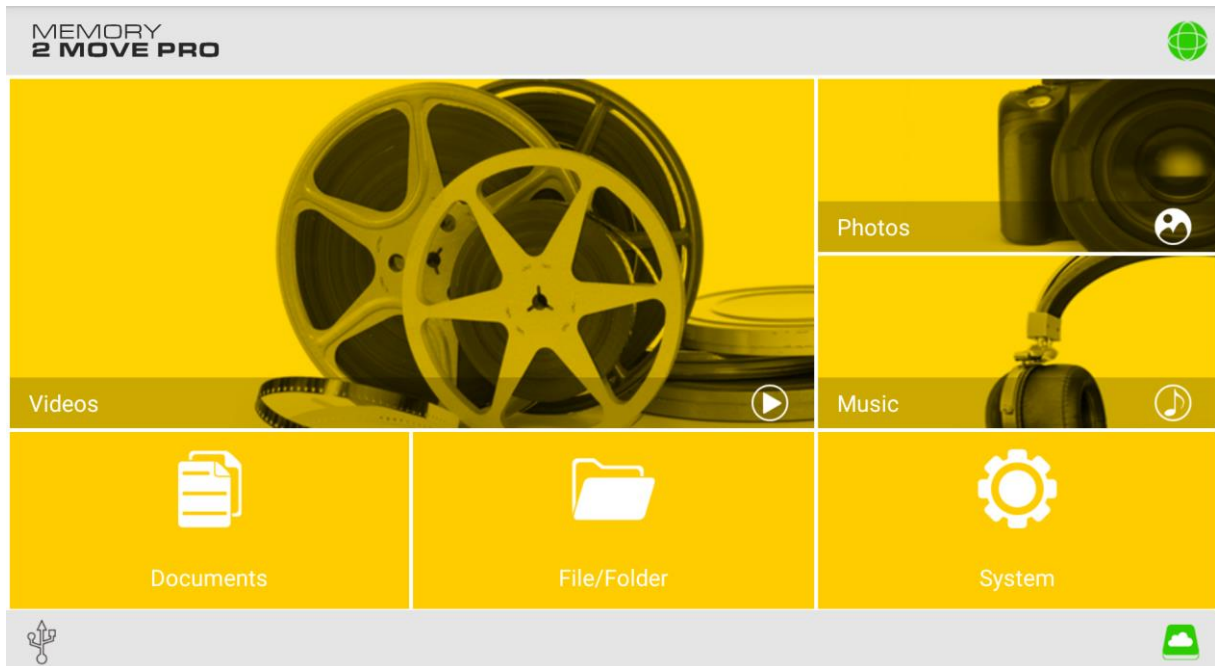 MEMORY
2 MOVE PRO
Videos
Photos
Music
Documents
File/Folder
System